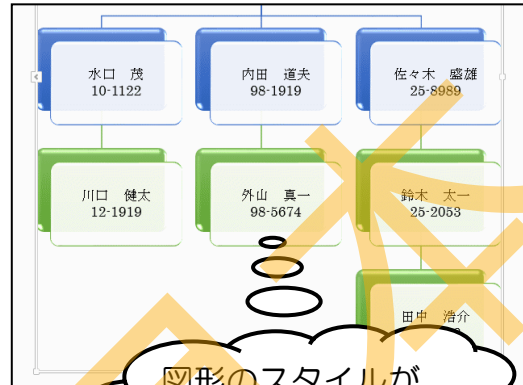 水口　茂
10-1122
内田　道夫
98-1919
佐々木　盛雄
25-8989
川口　健太
12-1919
外山　真一
98-5674
鈴木　太一
25-2053
田中　浩介
図形のスタイルが